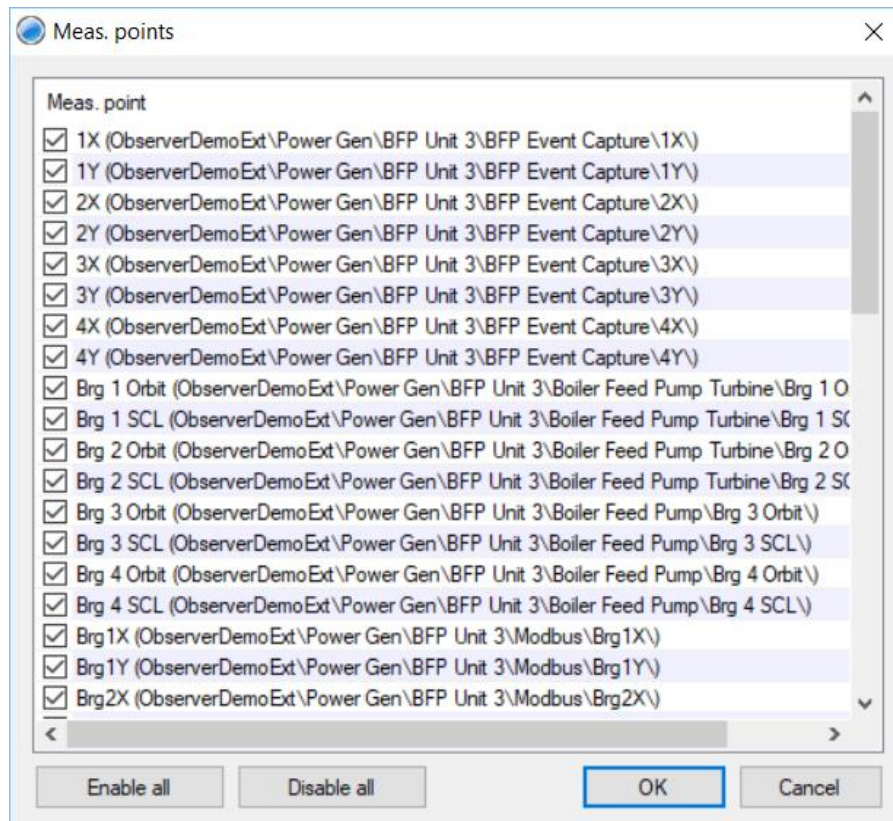 Meas. points
Meas. point
1X (ObserverDemoExt\Power Gen\BFP Unit 3\BFP Event Capture\1X\)
1Y (ObserverDemoExt\Power Gen\BFP Unit 3\BFP Event Capture\1Y\)
2X (ObserverDemoExt\Power Gen\BFP Unit 3\BFP Event Capture\2X\)
2Y (ObserverDemoExt\Power Gen\BFP Unit 3\BFP Event Capture\2Y\)
3X (ObserverDemoExt\Power Gen\BFP Unit 3\BFP Event Capture\3X\)
3Y (ObserverDemoExt\Power Gen\BFP Unit 3\BFP Event Capture\3Y\)
4X (ObserverDemoExt\Power Gen\BFP Unit 3\BFP Event Capture\4X\)
4Y (ObserverDemoExt\Power Gen\BFP Unit 3\BFP Event Capture\4Y\)
Brg 1 Orbit (ObserverDemoExt\Power Gen\BFP Unit 3\Boiler Feed Pump Turbine\Brg 1 O
Brg 1 SCL (ObserverDemoExt\Power Gen\BFP Unit 3\Boiler Feed Pump Turbine\Brg 1 SC
Brg 2 Orbit (ObserverDemoExt\Power Gen\BFP Unit 3\Boiler Feed Pump Turbine\Brg 2 O
Brg 2 SCL (ObserverDemoExt\Power Gen\BFP Unit 3\Boiler Feed Pump Turbine\Brg 2 SC
Brg 3 Orbit (ObserverDemoExt\Power Gen\BFP Unit 3\Boiler Feed Pump\Brg 3 Orbit\)
Brg 3 SCL (ObserverDemoExt\Power Gen\BFP Unit 3\Boiler Feed Pump\Brg 3 SCL\)
Brg 4 Orbit (ObserverDemoExt\Power Gen\BFP Unit 3\Boiler Feed Pump\Brg 4 Orbit\)
Brg 4 SCL (ObserverDemoExt\Power Gen\BFP Unit 3\Boiler Feed Pump\Brg 4 SCL\)
Brg1X (ObserverDemoExt\Power Gen\BFP Unit 3\Modbus\Brg1X\)
Brg1Y (ObserverDemoExt\Power Gen\BFP Unit 3\Modbus\Brg1Y\)
Brg2X (ObserverDemoExt\Power Gen\BFP Unit 3\Modbus\Brg2X\)
Enable all Disable all OK Cancel